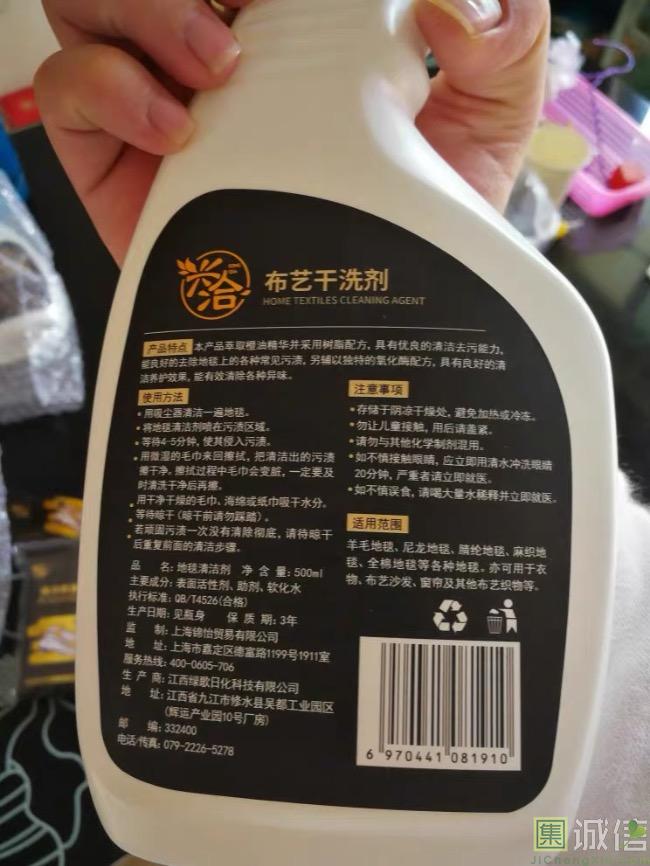 兴洽
布艺干洗剂
HOME TEXTILES CLEANING AGENT
产品特点 本产品萃取橙油精华并采用树脂配方，具有优良的清洁去污能力，
能良好的去除地毯上的各种常见污渍，另辅以独特的氧化酶配方，具有良好的清
洁养护效果，能有效清除各种异味。
使用方法
• 用吸尘器清洁一遍地毯。
• 将地毯清洁剂喷在污渍区域。
• 等待4-5分钟，使其侵入污渍。
• 用微湿的毛巾来回擦拭，把清洁出的污渍
擦干净，擦拭过程中毛巾会变脏，一定要及
时清洗干净后再擦。
• 用干净干燥的毛巾、海绵或纸巾吸干水分。
• 等待晾干（晾干前请勿踩踏）。
• 若顽固污渍一次没有清除彻底，请待晾干
后重复前面的清洁步骤。
品 名：地毯清洁剂 净 含 量：500ml
主要成分：表面活性剂、助剂、软化水
执行标准：QB/T4526(合格)
生产日期：见瓶身 保 质 期：3年
监 制：上海锦怡贸易有限公司
地 址：上海市嘉定区德富路1199号1911室
服务热线：400-0605-706
生 产 商：江西绿歌日化科技有限公司
地 址：江西省九江市修水县吴都工业园区
(辉运产业园10号厂房)
邮 编：332400
电话/传真：079-2226-5278
注意事项
• 存储于阴凉干燥处，避免加热或冷冻。
• 勿让儿童接触，用后请盖紧。
• 请勿与其他化学制剂混用。
• 如不慎接触眼睛，应立即用清水冲洗眼睛
20分钟，严重者请立即就医。
• 如不慎误食，请喝大量水稀释并立即就医。
适用范围
羊毛地毯、尼龙地毯、腈纶地毯、麻织地
毯、全棉地毯等各种地毯。亦可用于衣
物、布艺沙发、窗帘及其他布艺织物等。
6 970441 081910
集 诚信
JiChengXin.com